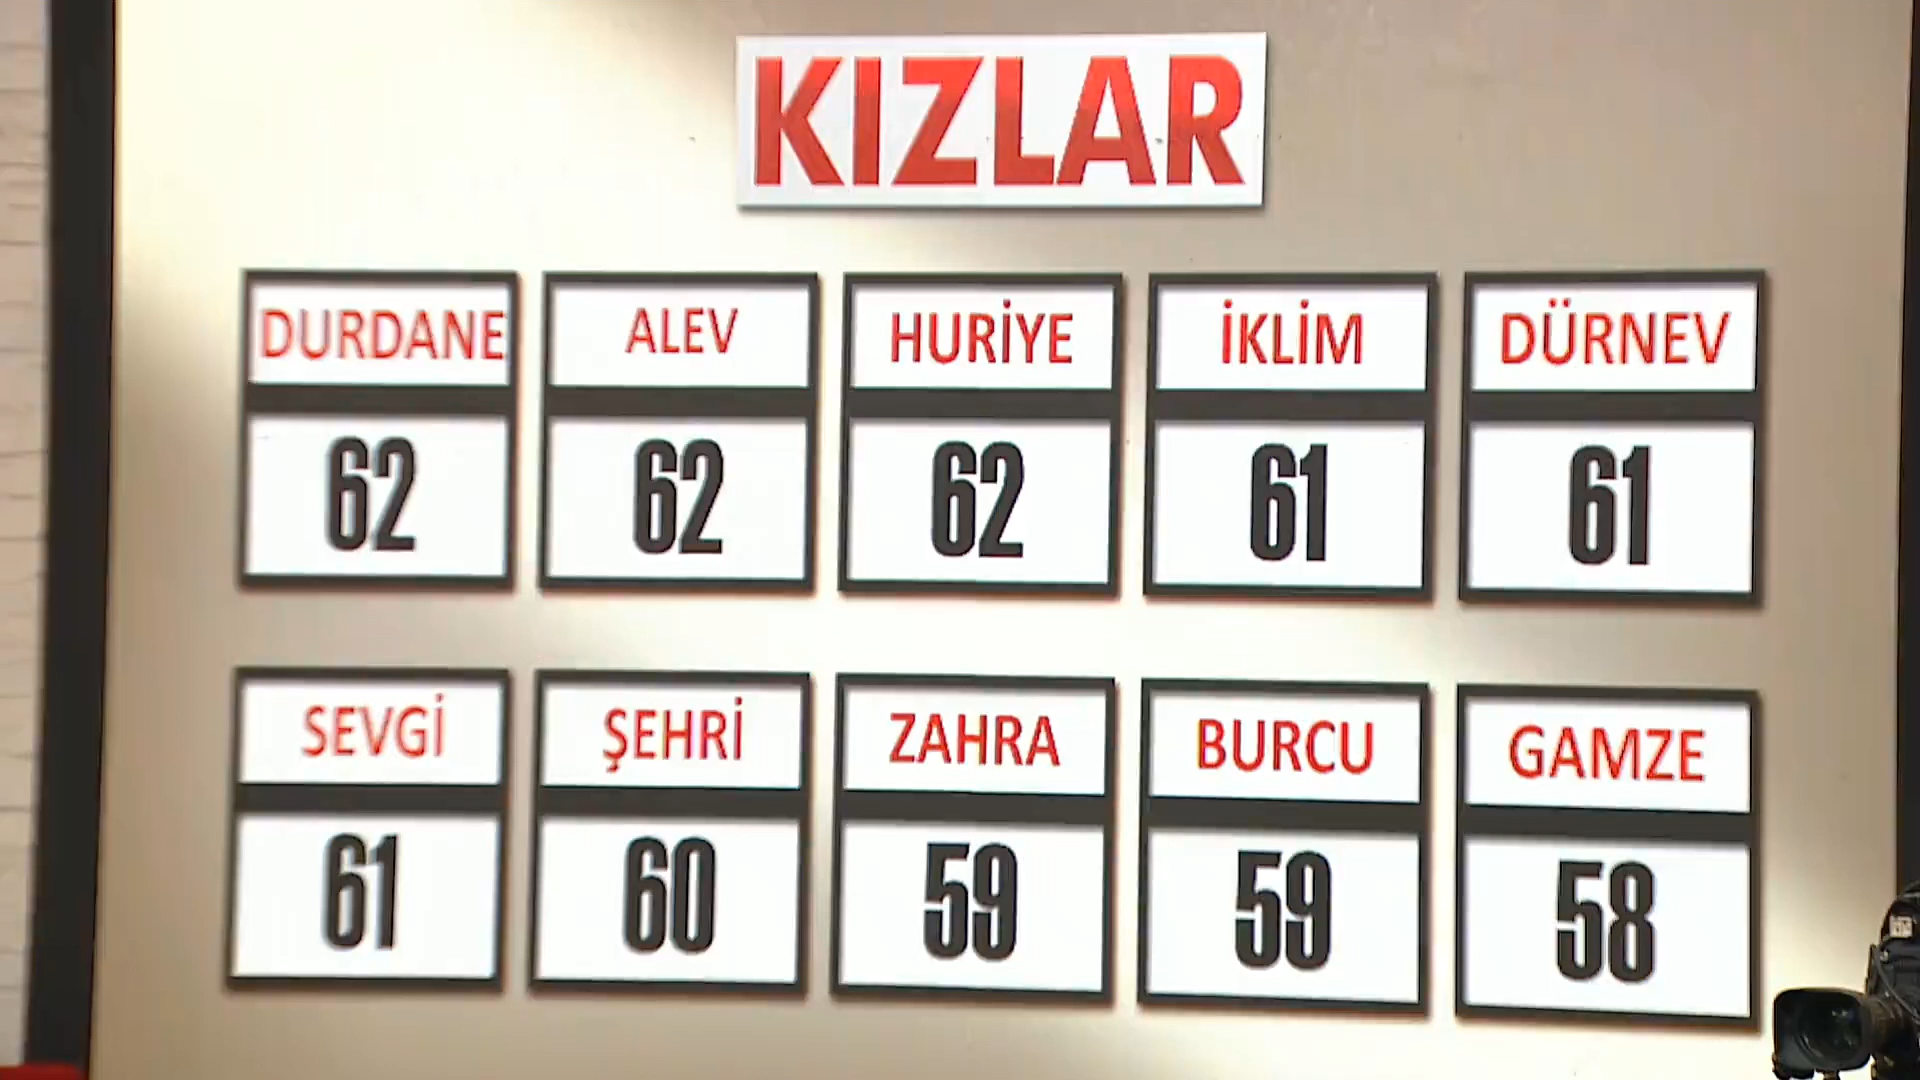 KIZLAR
DURDANE ALEV HURİYE İKLİM DÜRNEV
62 62 62 61 61
SEVGİ ŞEHRİ ZAHRA BURCU GAMZE
61 60 59 59 58